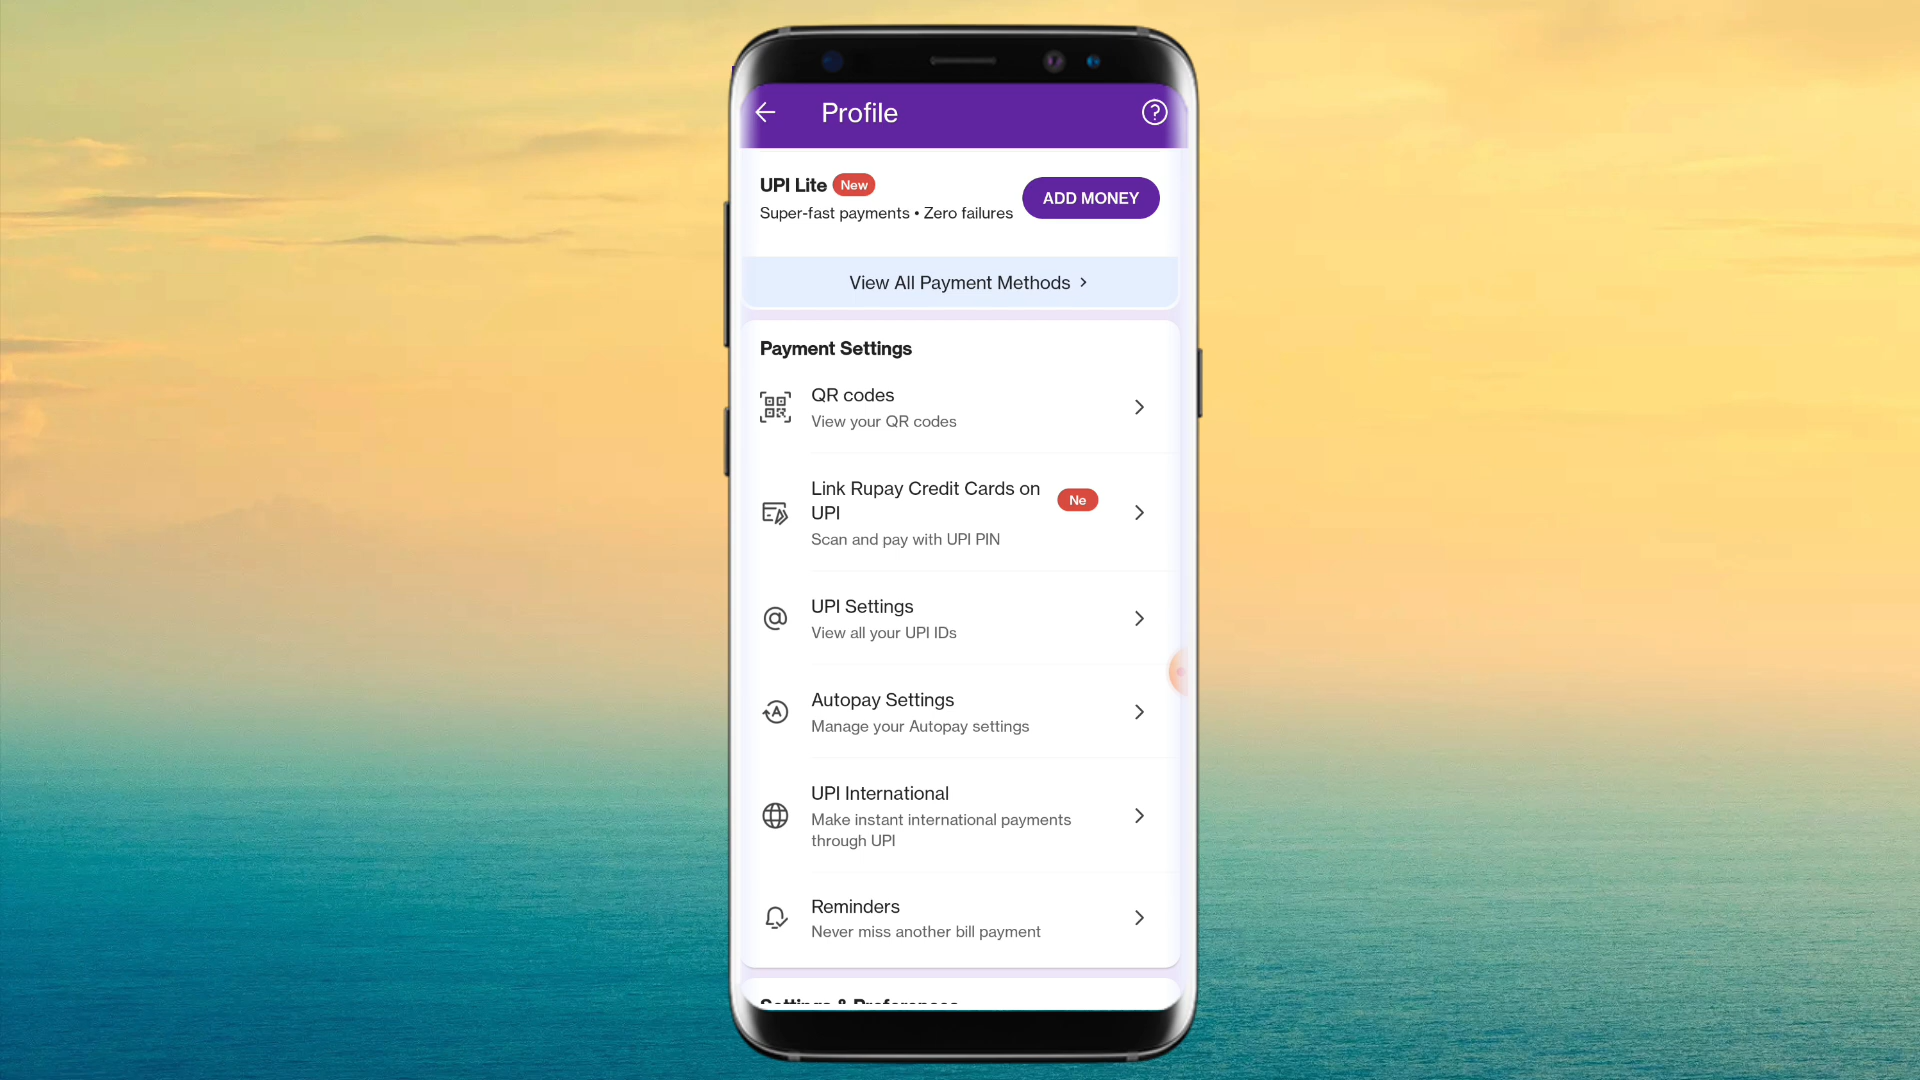 Profile
UPI Lite New
Super-fast payments • Zero failures
ADD MONEY
View All Payment Methods
Payment Settings
QR codes
View your QR codes
Link Rupay Credit Cards on
UPI
Ne
Scan and pay with UPI PIN
UPI Settings
View all your UPI IDs
Autopay Settings
Manage your Autopay settings
UPI International
Make instant international payments
through UPI
Reminders
Never miss another bill payment
Settings & Preferences